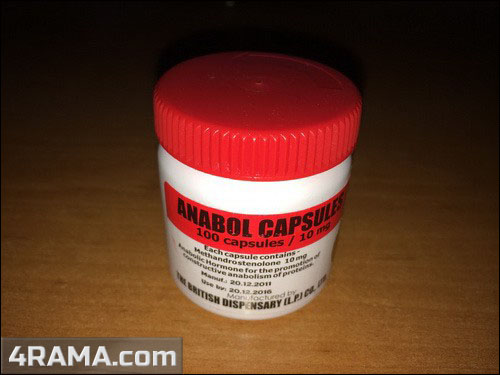 ANABOL CAPSULES
100 capsules / 10 mg
Each capsule contains -
Methandrostenolone 10 mg
Anabolic Hormone for the promotion of
constructive anabolism of proteins.
Manuf.: 20.12.2011
Use by: 20.12.2016
Manufactured by
THE BRITISH DISPENSARY (L.P.) CO.,
4RAMA.com